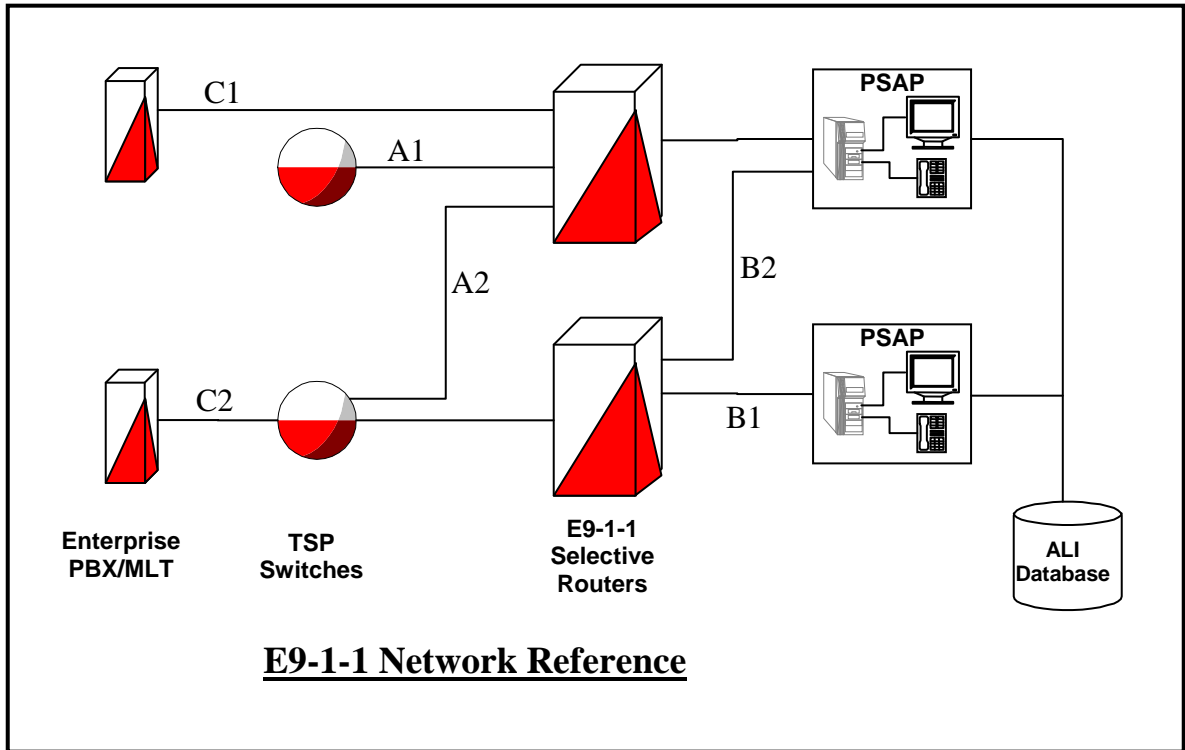 PSAP
C1
A1
A2
B2
PSAP
C2
B1
Enterprise
PBX/MLT
TSP
Switches
E9-1-1
Selective
Routers
ALI
Database
E9-1-1 Network Reference